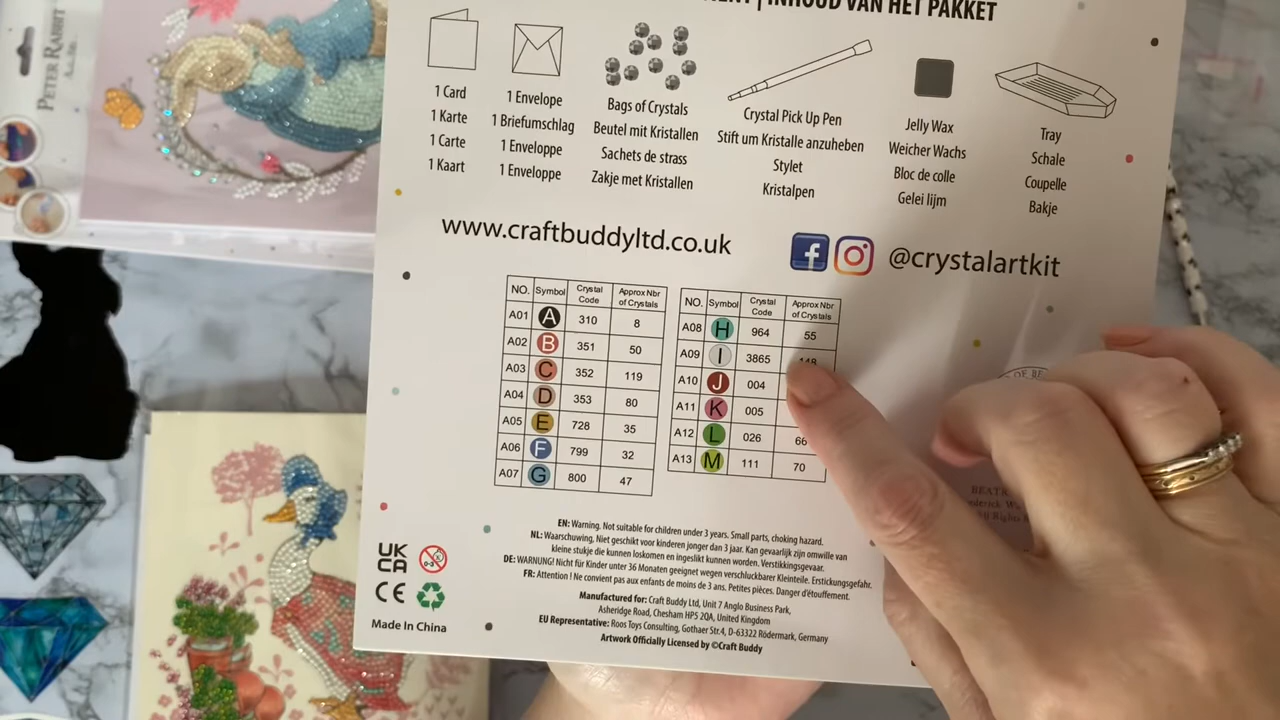 PETER RABBIT
INHOUD VAN HET PAKKET
1 Card
1 Karte
1 Carte
1 Kaart
1 Envelope
1 Briefumschlag
1 Enveloppe
1 Enveloppe
Bags of Crystals
Beutel mit Kristallen
Sachets de strass
Zakje met Kristallen
Crystal Pick Up Pen
Stift um Kristalle anzuheben
Stylet
Kristalpen
Jelly Wax
Weicher Wachs
Bloc de colle
Gelei lijm
Tray
Schale
Coupelle
Bakje
www.craftbuddyltd.co.uk
f @crystalartkit
NO. Symbol Crystal Code Approx Nbr of Crystals
A01 A 310 8
A02 B 351 50
A03 C 352 119
A04 D 353 80
A05 E 728 35
A06 F 799 32
A07 G 800 47
NO. Symbol Crystal Code Approx Nbr of Crystals
A08 H 964 55
A09 I 3865 148
A10 J 004
A11 K 005
A12 L 026 66
A13 M 111 70
EN: Warning. Not suitable for children under 3 years. Small parts, choking hazard.
NL: Waarschuwing, Niet geschikt voor kinderen jonger dan 3 jaar. Kan gevaarlijk zijn omwille van
kleine stukje die kunnen loskomen en ingeslikt kunnen worden. Verstikkingsgevaar.
DE: WARNUNG! Nicht für Kinder unter 36 Monaten geeignet wegen verschluckbarer Kleinteile. Erstickungsgefahr.
FR: Attention ! Ne convient pas aux enfants de moins de 3 ans. Petites pièces. Danger d'étouffement.
Manufactured for: Craft Buddy Ltd, Unit 7 Anglo Business Park,
Asheridge Road, Chesham HP5 2QA, United Kingdom
EU Representative: Roos Toys Consulting, Gothaer Str.4, D-63322 Rödermark, Germany
Artwork Officially Licensed by ©Craft Buddy
UK
CA
0-3
CE
Made In China